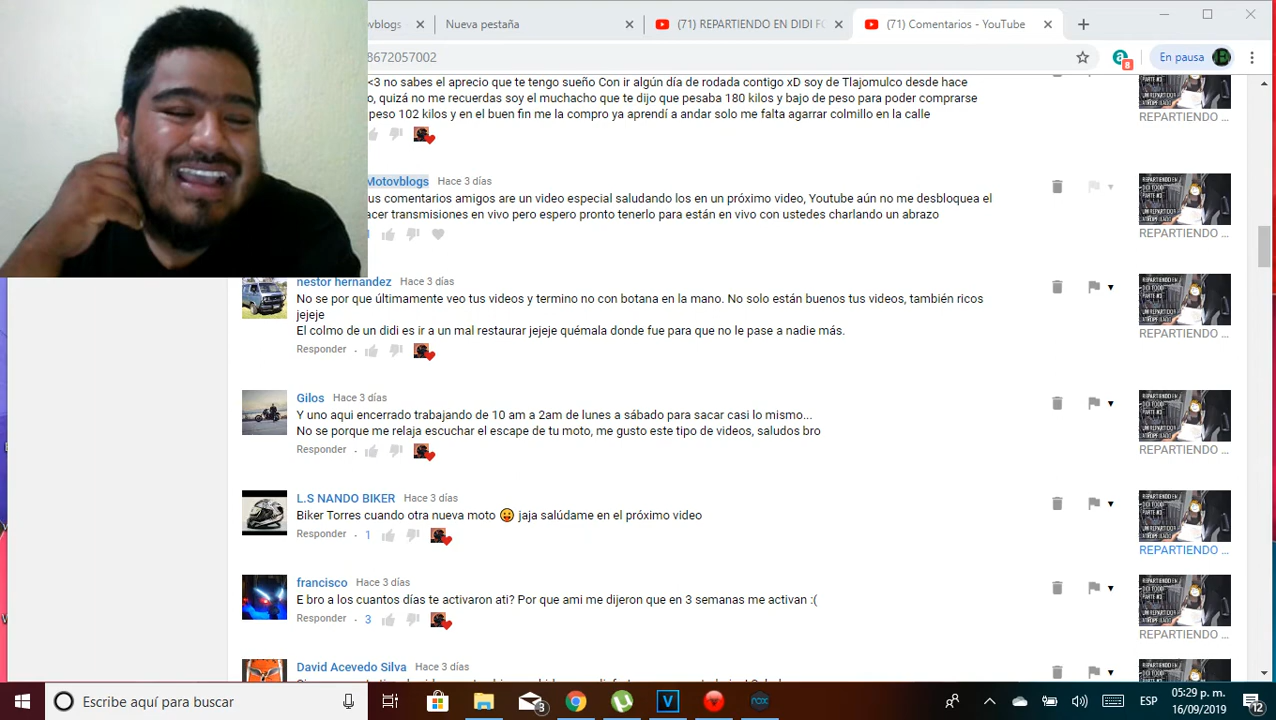 ovblogs
Nueva pestaña
(71) REPARTIENDO EN DIDI FO
(71) Comentarios - YouTube
8672057002
8
En pausa
<3 no sabes el aprecio que te tengo sueño Con ir algún día de rodada contigo xD soy de Tlajomulco desde hace
o, quizá no me recuerdas soy el muchacho que te dijo que pesaba 180 kilos y bajo de peso para poder comprarse
peso 102 kilos y en el buen fin me la compro ya aprendí a andar solo me falta agarrar colmillo en la calle
REPARTIENDO ...
Motovblogs Hace 3 días
us comentarios amigos are un video especial saludando los en un próximo video, Youtube aún no me desbloquea el
acer transmisiones en vivo pero espero pronto tenerlo para están en vivo con ustedes charlando un abrazo
1
REPARTIENDO ...
nestor hernandez Hace 3 días
No se por que últimamente veo tus videos y termino no con botana en la mano. No solo están buenos tus videos, también ricos
jejeje
El colmo de un didi es ir a un mal restaurar jejeje quémala donde fue para que no le pase a nadie más.
Responder
REPARTIENDO ...
Gilos Hace 3 días
Y uno aqui encerrado trabajando de 10 am a 2am de lunes a sábado para sacar casi lo mismo...
No se porque me relaja escuchar el escape de tu moto, me gusto este tipo de videos, saludos bro
Responder
REPARTIENDO ...
L.S NANDO BIKER Hace 3 días
Biker Torres cuando otra nueva moto jaja salúdame en el próximo video
Responder 1
REPARTIENDO ...
francisco Hace 3 días
E bro a los cuantos días te activaron ati? Por que ami me dijeron que en 3 semanas me activan :(
Responder 3
REPARTIENDO ...
David Acevedo Silva Hace 3 días
Escribe aquí para buscar
3
ESP
05:29 p. m.
16/09/2019
12